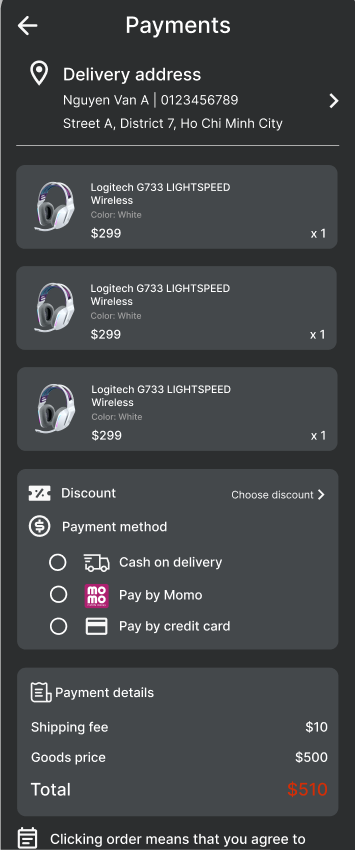 Payments
Delivery address
Nguyen Van A | 0123456789
Street A, District 7, Ho Chi Minh City
Logitech G733 LIGHTSPEED
Wireless
Color: White
$299 x 1
Logitech G733 LIGHTSPEED
Wireless
Color: White
$299 x 1
Logitech G733 LIGHTSPEED
Wireless
Color: White
$299 x 1
Discount Choose discount
Payment method
Cash on delivery
mo
mo
Pay by Momo
Pay by credit card
Payment details
Shipping fee $10
Goods price $500
Total $510
Clicking order means that you agree to